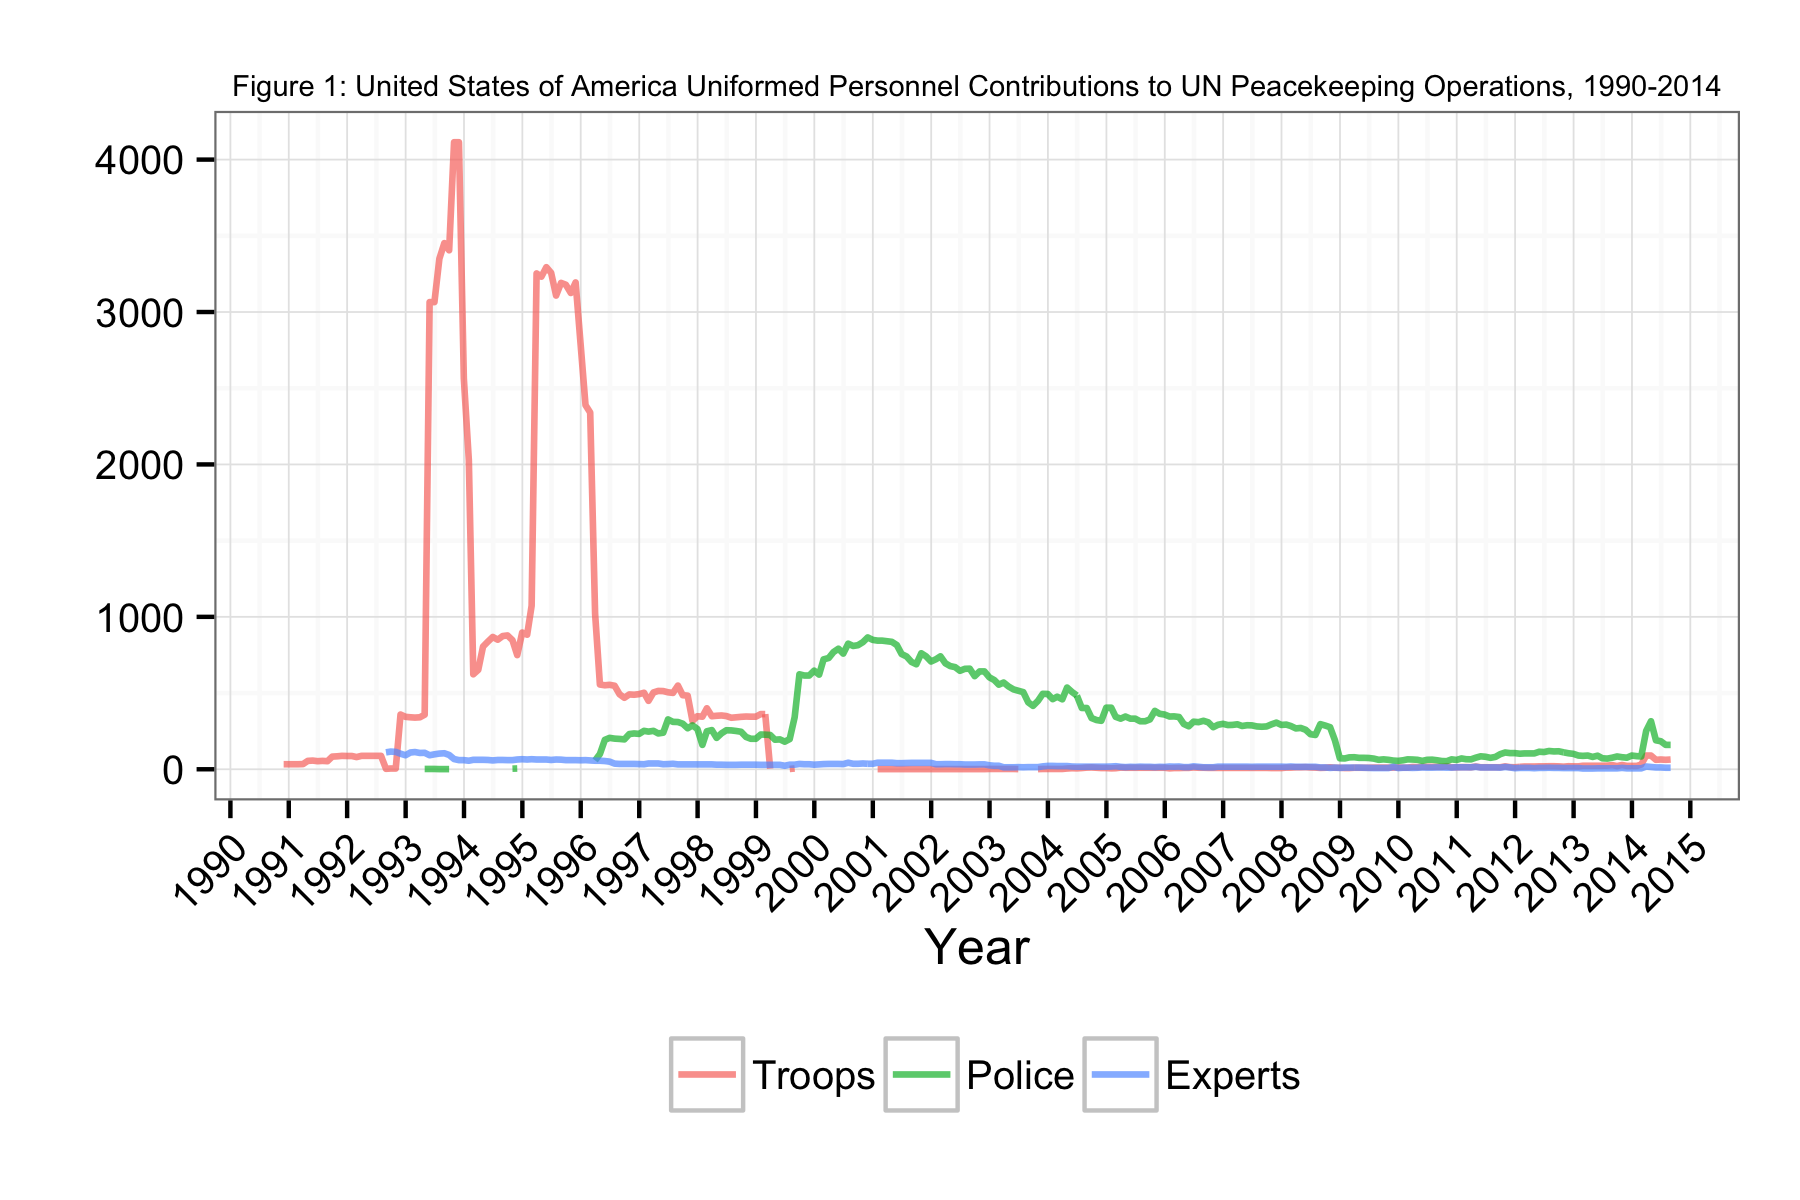 Figure 1: United States of America Uniformed Personnel Contributions to UN Peacekeeping Operations, 1990-2014
4000
3000
2000
1000
0
1990 1991 1992 1993 1994 1995 1996 1997 1998 1999 2000 2001 2002 2003 2004 2005 2006 2007 2008 2009 2010 2011 2012 2013 2014 2015
Year
Troops Police Experts